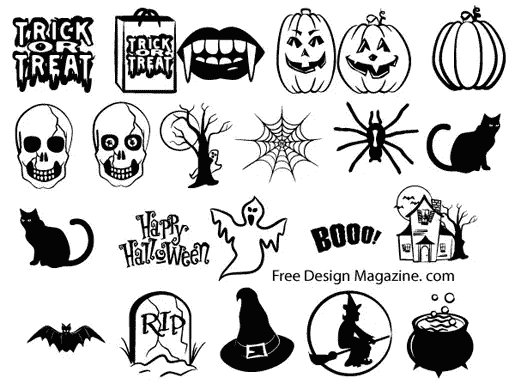 TRICK
OR
TREAT
TRICK
OR
TREAT
Happy
Halloween
BOOO!
Free Design Magazine. com
RIP